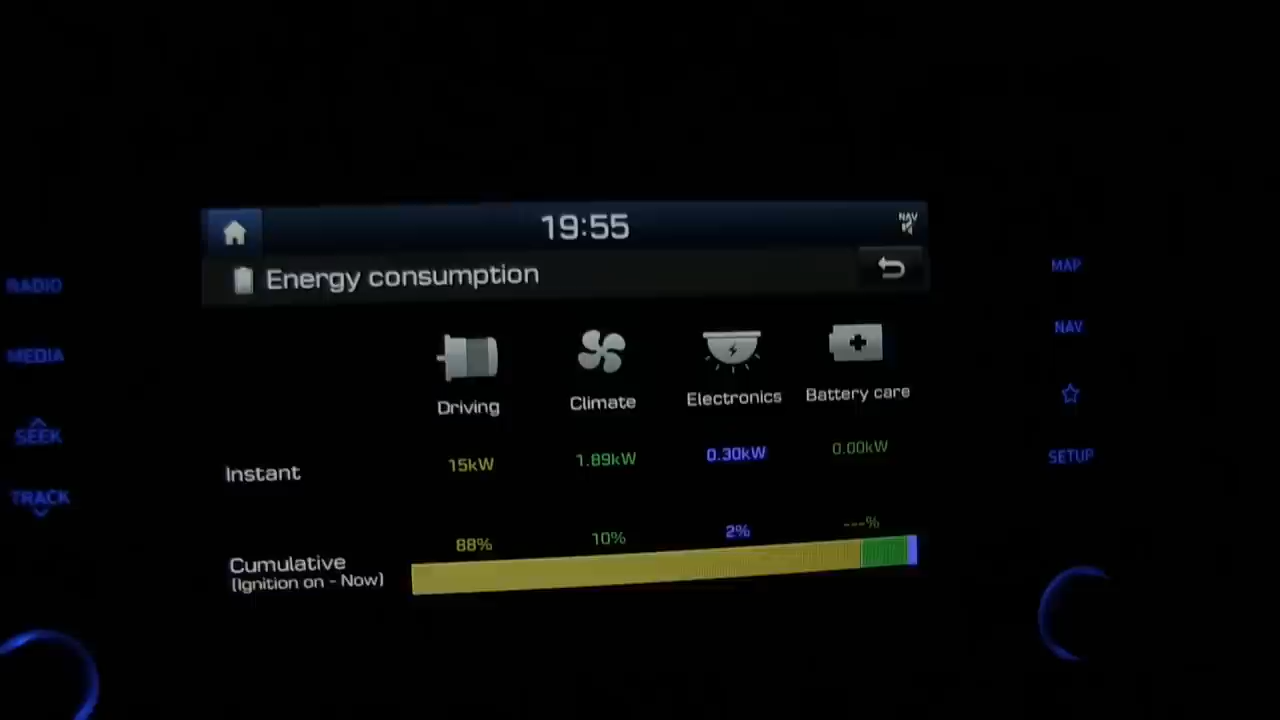 19:55
NAV
Energy consumption
RADIO
MEDIA
SEEK
TRACK
MAP
NAV
SETUP
Driving
Climate
Electronics
Battery care
Instant
15kW
1.89kW
0.30kW
0.00kW
Cumulative
(Ignition on - Now)
88%
10%
2%
---%